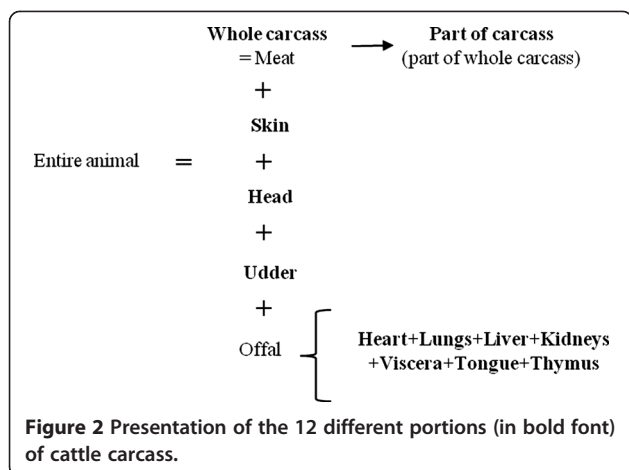 Whole carcass → Part of carcass
= Meat (part of whole carcass)
+
Skin
Entire animal = +
Head
+
Udder
+
Offal { Heart+Lungs+Liver+Kidneys
+Viscera+Tongue+Thymus
Figure 2 Presentation of the 12 different portions (in bold font)
of cattle carcass.